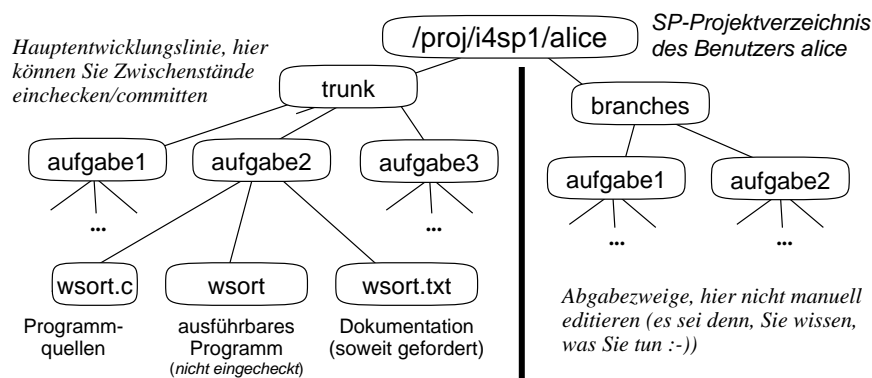 /proj/i4sp1/alice
SP-Projektverzeichnis
des Benutzers alice
Hauptentwicklungslinie, hier
können Sie Zwischenstände
einchecken/committen
trunk
branches
aufgabe1
aufgabe2
aufgabe3
aufgabe1
aufgabe2
...
...
...
...
wsort.c
wsort
wsort.txt
Programm-
quellen
ausführbares
Programm
(nicht eingecheckt)
Dokumentation
(soweit gefordert)
Abgabezweige, hier nicht manuell
editieren (es sei denn, Sie wissen,
was Sie tun :-))